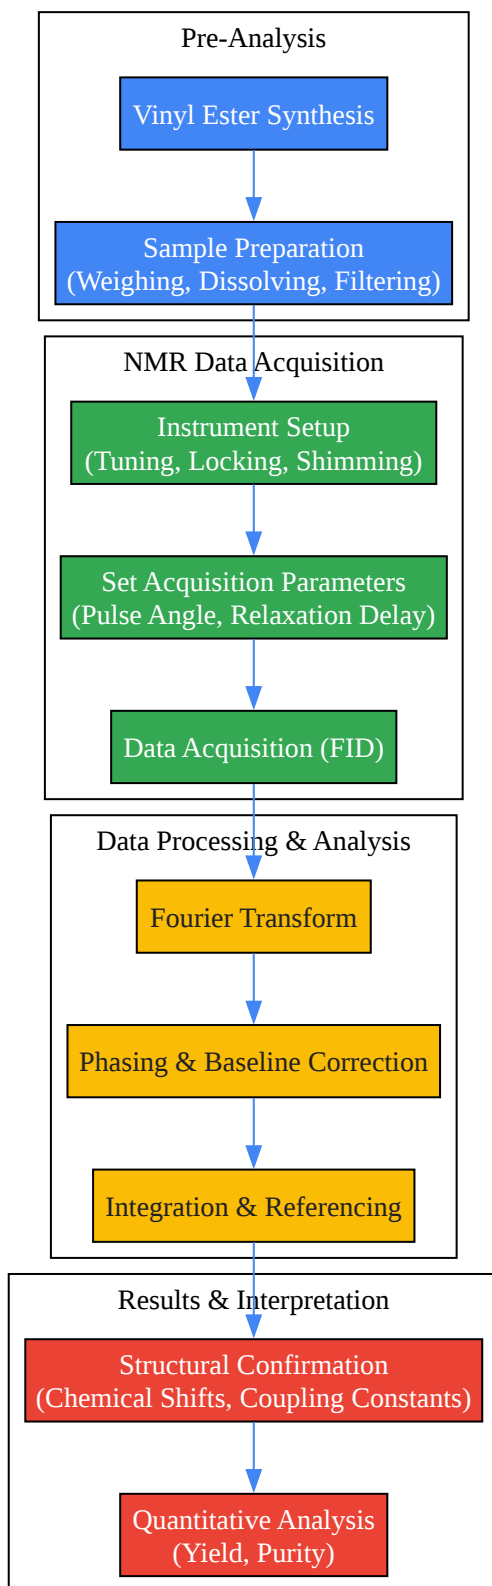 Pre-Analysis
Vinyl Ester Synthesis
Sample Preparation
(Weighing, Dissolving, Filtering)
NMR Data Acquisition
Instrument Setup
(Tuning, Locking, Shimming)
Set Acquisition Parameters
(Pulse Angle, Relaxation Delay)
Data Acquisition (FID)
Data Processing & Analysis
Fourier Transform
Phasing & Baseline Correction
Integration & Referencing
Results & Interpretation
Structural Confirmation
(Chemical Shifts, Coupling Constants)
Quantitative Analysis
(Yield, Purity)